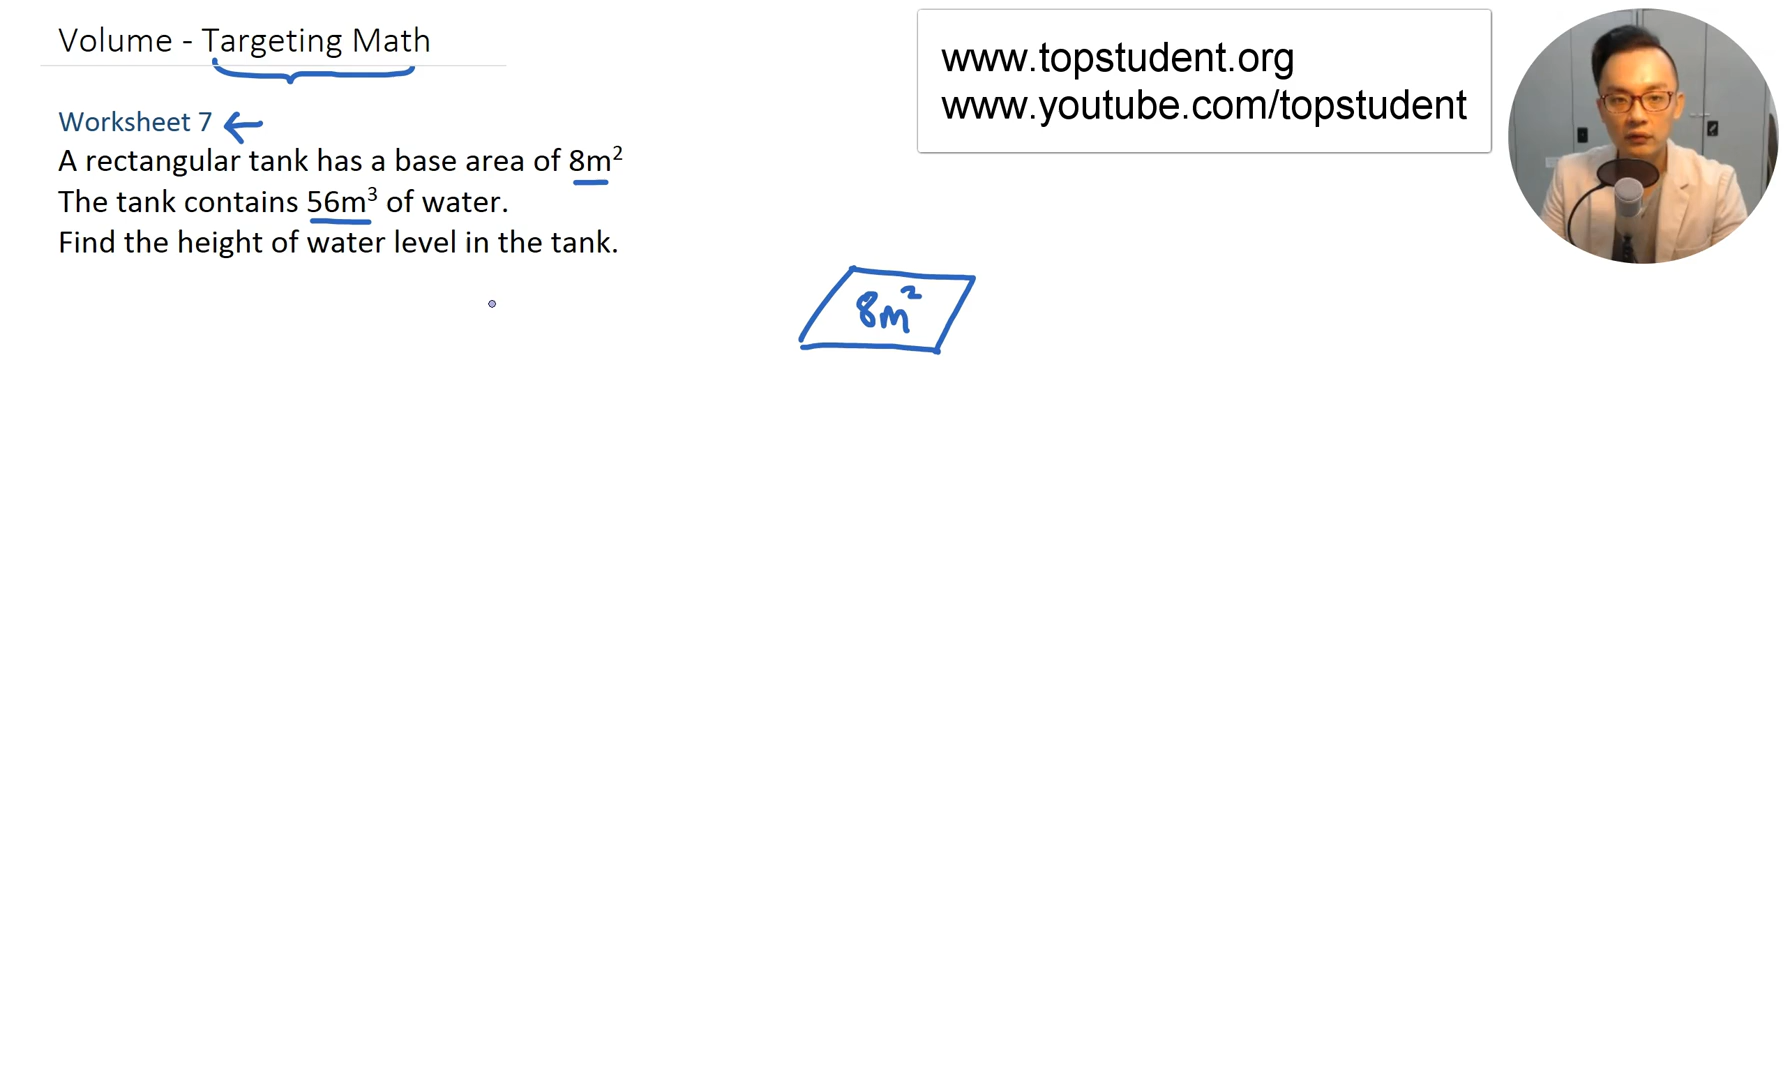 Volume - Targeting Math
www.topstudent.org
www.youtube.com/topstudent
Worksheet 7
A rectangular tank has a base area of 8m²
The tank contains 56m³ of water.
Find the height of water level in the tank.
8m²